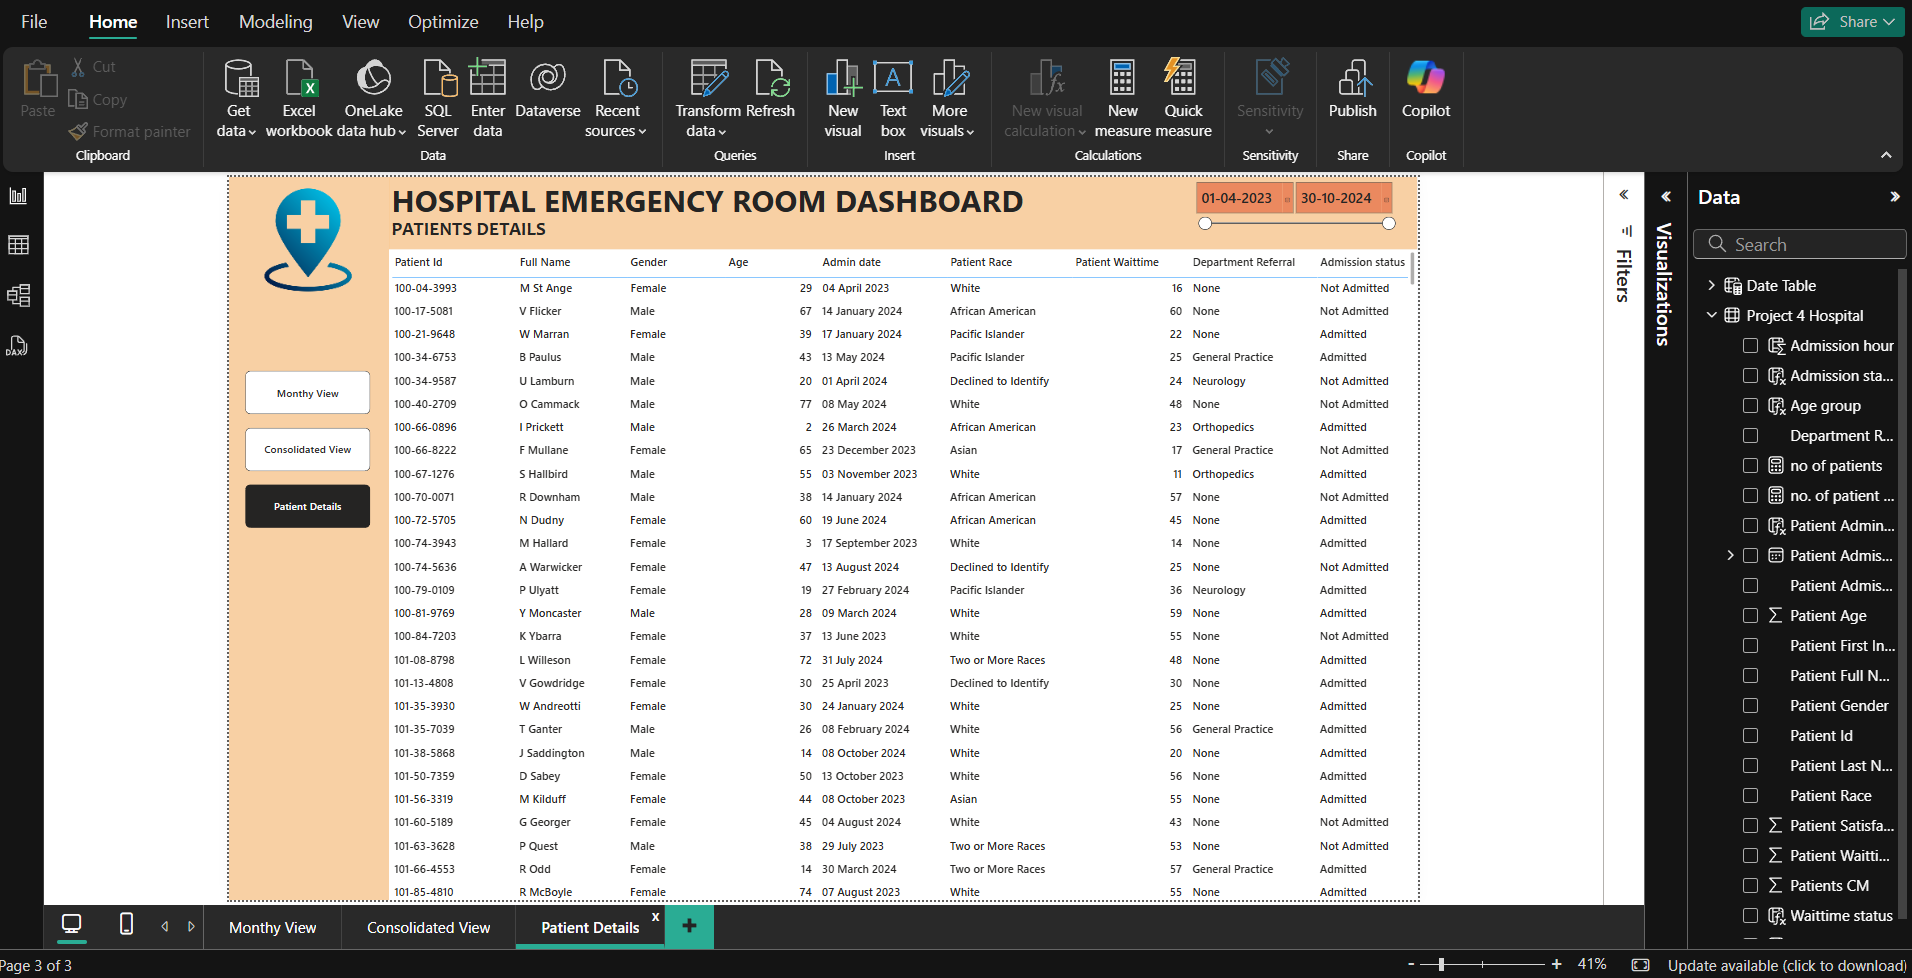 File Home Insert Modeling View Optimize Help Share
Paste Cut Copy Format painter
Clipboard
Get data Excel workbook OneLake data hub SQL Server Enter data Dataverse Recent sources
Data
Transform data Refresh
Queries
New visual Text box More visuals
Insert
New visual calculation New measure Quick measure
Calculations
Sensitivity
Sensitivity
Publish
Share
Copilot
Copilot
DAX
HOSPITAL EMERGENCY ROOM DASHBOARD
PATIENTS DETAILS
01-04-2023 30-10-2024
Monthy View
Consolidated View
Patient Details
Patient Id Full Name Gender Age Admin date Patient Race Patient Waittime Department Referral Admission status
100-04-3993 M St Ange Female 29 04 April 2023 White 16 None Not Admitted
100-17-5081 V Flicker Male 67 14 January 2024 African American 60 None Not Admitted
100-21-9648 W Marran Female 39 17 January 2024 Pacific Islander 22 None Admitted
100-34-6753 B Paulus Male 43 13 May 2024 Pacific Islander 25 General Practice Admitted
100-34-9587 U Lamburn Male 20 01 April 2024 Declined to Identify 24 Neurology Not Admitted
100-40-2709 O Cammack Male 77 08 May 2024 White 48 None Not Admitted
100-66-0896 I Prickett Male 2 26 March 2024 African American 23 Orthopedics Admitted
100-66-8222 F Mullane Female 65 23 December 2023 Asian 17 General Practice Not Admitted
100-67-1276 S Hallbird Male 55 03 November 2023 White 11 Orthopedics Admitted
100-70-0071 R Downham Male 38 14 January 2024 African American 57 None Not Admitted
100-72-5705 N Dudny Female 60 19 June 2024 African American 45 None Admitted
100-74-3943 M Hallard Female 3 17 September 2023 White 14 None Admitted
100-74-5636 A Warwicker Female 47 13 August 2024 Declined to Identify 25 None Not Admitted
100-79-0109 P Ulyatt Female 19 27 February 2024 Pacific Islander 36 Neurology Admitted
100-81-9769 Y Moncaster Male 28 09 March 2024 White 59 None Admitted
100-84-7203 K Ybarra Female 37 13 June 2023 White 55 None Not Admitted
101-08-8798 L Willeson Female 72 31 July 2024 Two or More Races 48 None Admitted
101-13-4808 V Gowdridge Female 30 25 April 2023 Declined to Identify 30 None Admitted
101-35-3930 W Andreotti Female 30 24 January 2024 White 25 None Admitted
101-35-7039 T Ganter Male 26 08 February 2024 White 56 General Practice Admitted
101-38-5868 J Saddington Male 14 08 October 2024 White 20 None Admitted
101-50-7359 D Sabey Female 50 13 October 2023 White 56 None Admitted
101-56-3319 M Kilduff Female 44 08 October 2023 Asian 55 None Admitted
101-60-5189 G Georger Female 45 04 August 2024 White 43 None Not Admitted
101-63-3628 P Quest Male 38 29 July 2023 Two or More Races 53 None Not Admitted
101-66-4553 R Odd Female 14 30 March 2024 Two or More Races 57 General Practice Admitted
101-85-4810 R McBoyle Female 74 07 August 2023 White 55 None Admitted
Filters
Visualizations
Data
Search
Date Table
Project 4 Hospital
Admission hour
Admission sta...
Age group
Department R...
no of patients
no. of patient ...
Patient Admin...
Patient Admis...
Patient Admis...
Patient Age
Patient First In...
Patient Full N...
Patient Gender
Patient Id
Patient Last N...
Patient Race
Patient Satisfa...
Patient Waitti...
Patients CM
Waittime status
Monthy View Consolidated View Patient Details x +
Page 3 of 3 - + 41% Update available (click to download)